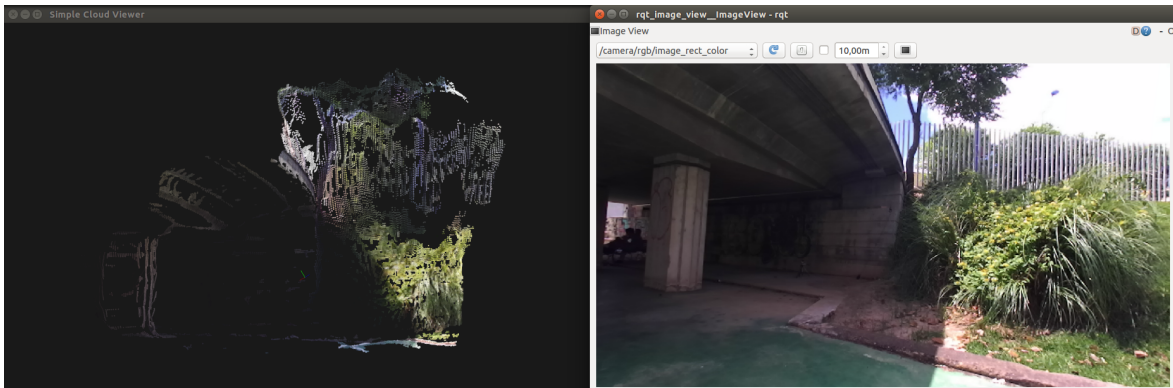 Simple Cloud Viewer
rqt_image_view__ImageView - rqt
Image View
D
- O
/camera/rgb/image_rect_color
10,00m